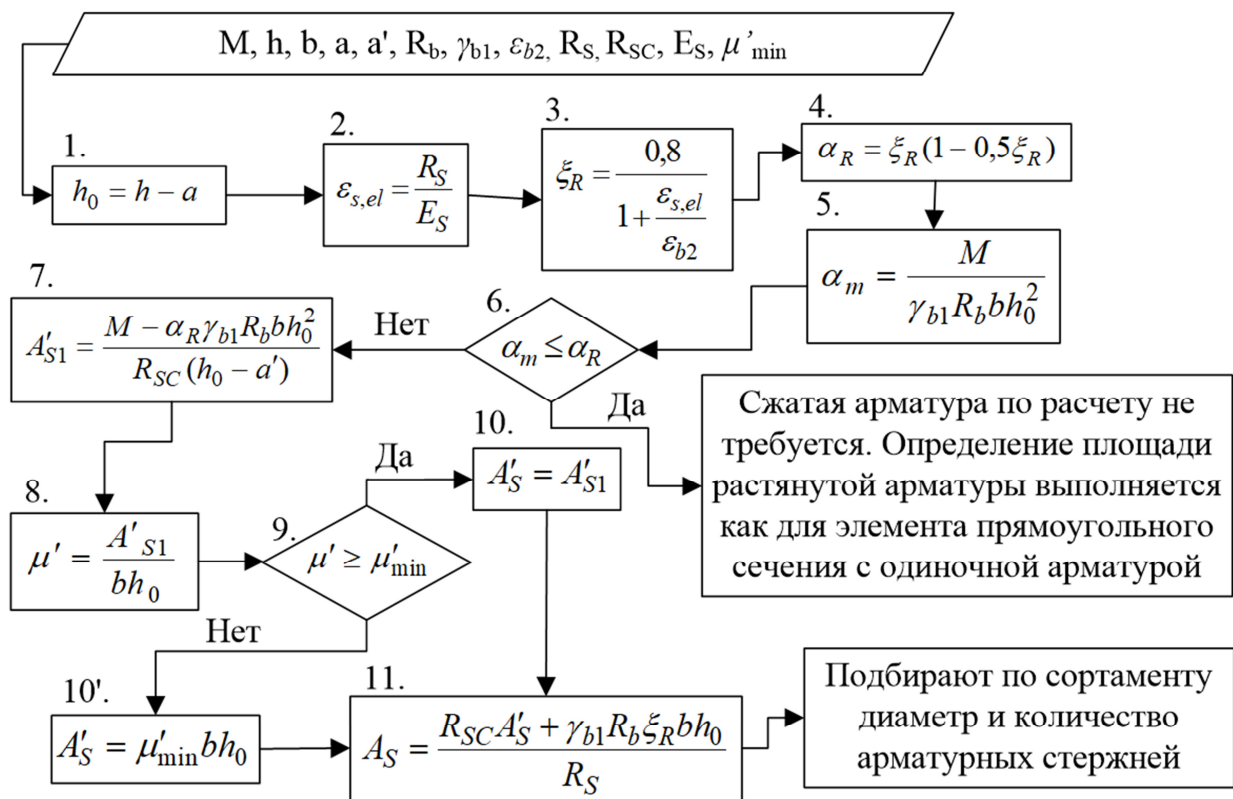 M, h, b, a, a', R_b, γ_b1, ε_b2, R_S, R_SC, E_S, μ'_min
1.
h_0 = h − a
2.
ε_s,el = R_S / E_S
3.
ξ_R = 0,8 / (1 + ε_s,el / ε_b2)
4.
α_R = ξ_R(1 − 0,5ξ_R)
5.
α_m = M / (γ_b1 R_b b h_0^2)
6.
α_m ≤ α_R
Нет
Да
7.
A'_S1 = (M − α_R γ_b1 R_b b h_0^2) / (R_SC (h_0 − a'))
Сжатая арматура по расчету не
требуется. Определение площади
растянутой арматуры выполняется
как для элемента прямоугольного
сечения с одиночной арматурой
8.
μ' = A'_S1 / (b h_0)
9.
μ' ≥ μ'_min
Да
Нет
10.
A'_S = A'_S1
10'.
A'_S = μ'_min b h_0
11.
A_S = (R_SC A'_S + γ_b1 R_b ξ_R b h_0) / R_S
Подбирают по сортаменту
диаметр и количество
арматурных стержней